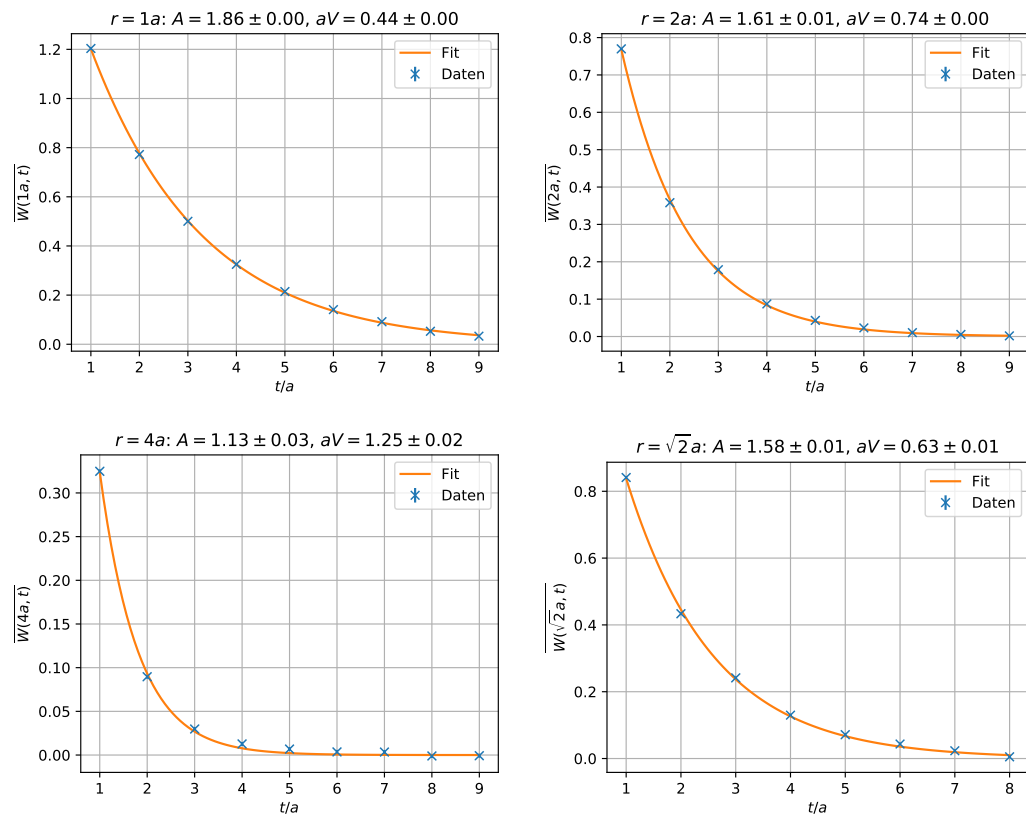 r = 1a: A = 1.86 ± 0.00, aV = 0.44 ± 0.00
1.2
1.0
0.8
0.6
0.4
0.2
0.0
W(1a, t)
Fit
Daten
1 2 3 4 5 6 7 8 9
t/a
r = 2a: A = 1.61 ± 0.01, aV = 0.74 ± 0.00
0.8
0.7
0.6
0.5
0.4
0.3
0.2
0.1
0.0
W(2a, t)
Fit
Daten
1 2 3 4 5 6 7 8 9
t/a
r = 4a: A = 1.13 ± 0.03, aV = 1.25 ± 0.02
0.30
0.25
0.20
0.15
0.10
0.05
0.00
W(4a, t)
Fit
Daten
1 2 3 4 5 6 7 8 9
t/a
r = √2a: A = 1.58 ± 0.01, aV = 0.63 ± 0.01
0.8
0.6
0.4
0.2
0.0
W(√2a, t)
Fit
Daten
1 2 3 4 5 6 7 8
t/a